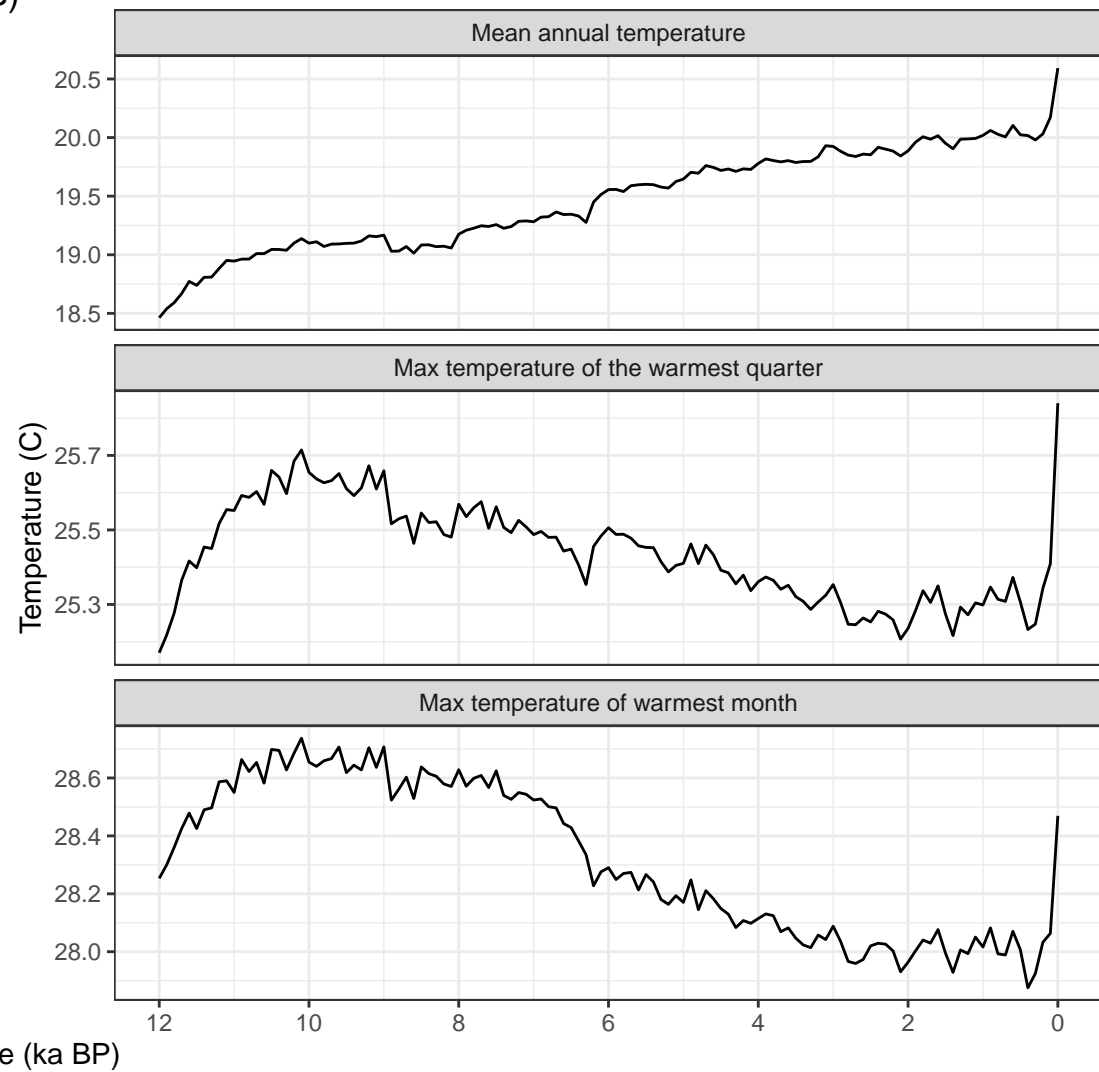 Mean annual temperature
20.5
20.0
19.5
19.0
18.5
Max temperature of the warmest quarter
Temperature (C)
25.7
25.5
25.3
Max temperature of warmest month
28.6
28.4
28.2
28.0
12 10 8 6 4 2 0
(ka BP)